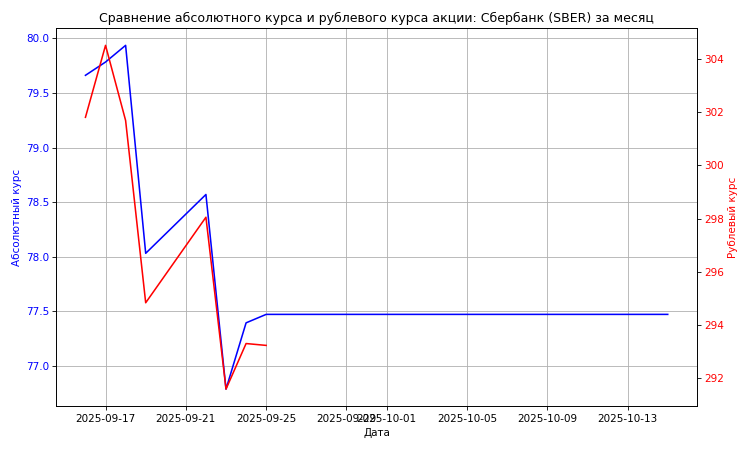 Сравнение абсолютного курса и рублевого курса акции: Сбербанк (SBER) за месяц
80.0
79.5
79.0
78.5
78.0
77.5
77.0
Абсолютный курс
304
302
300
298
296
294
292
Рублевый курс
2025-09-17 2025-09-21 2025-09-25 2025-09-29 2025-10-01 2025-10-05 2025-10-09 2025-10-13
Дата